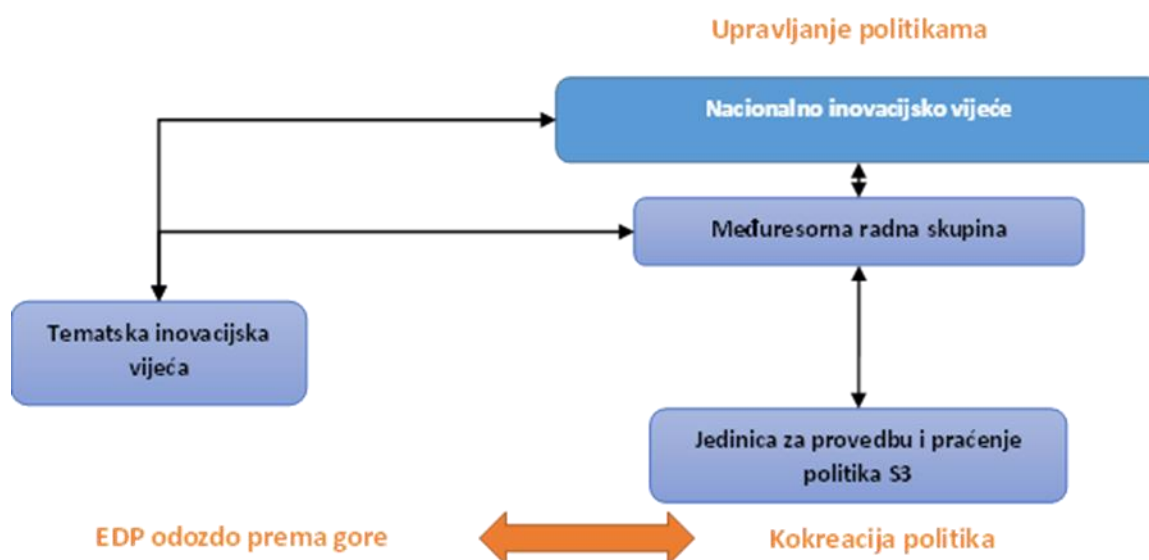 Upravljanje politikama
Nacionalno inovacijsko vijeće
Međuresorna radna skupina
Tematska inovacijska
vijeća
Jedinica za provedbu i praćenje
politika S3
EDP odozdo prema gore
Kokreacija politika